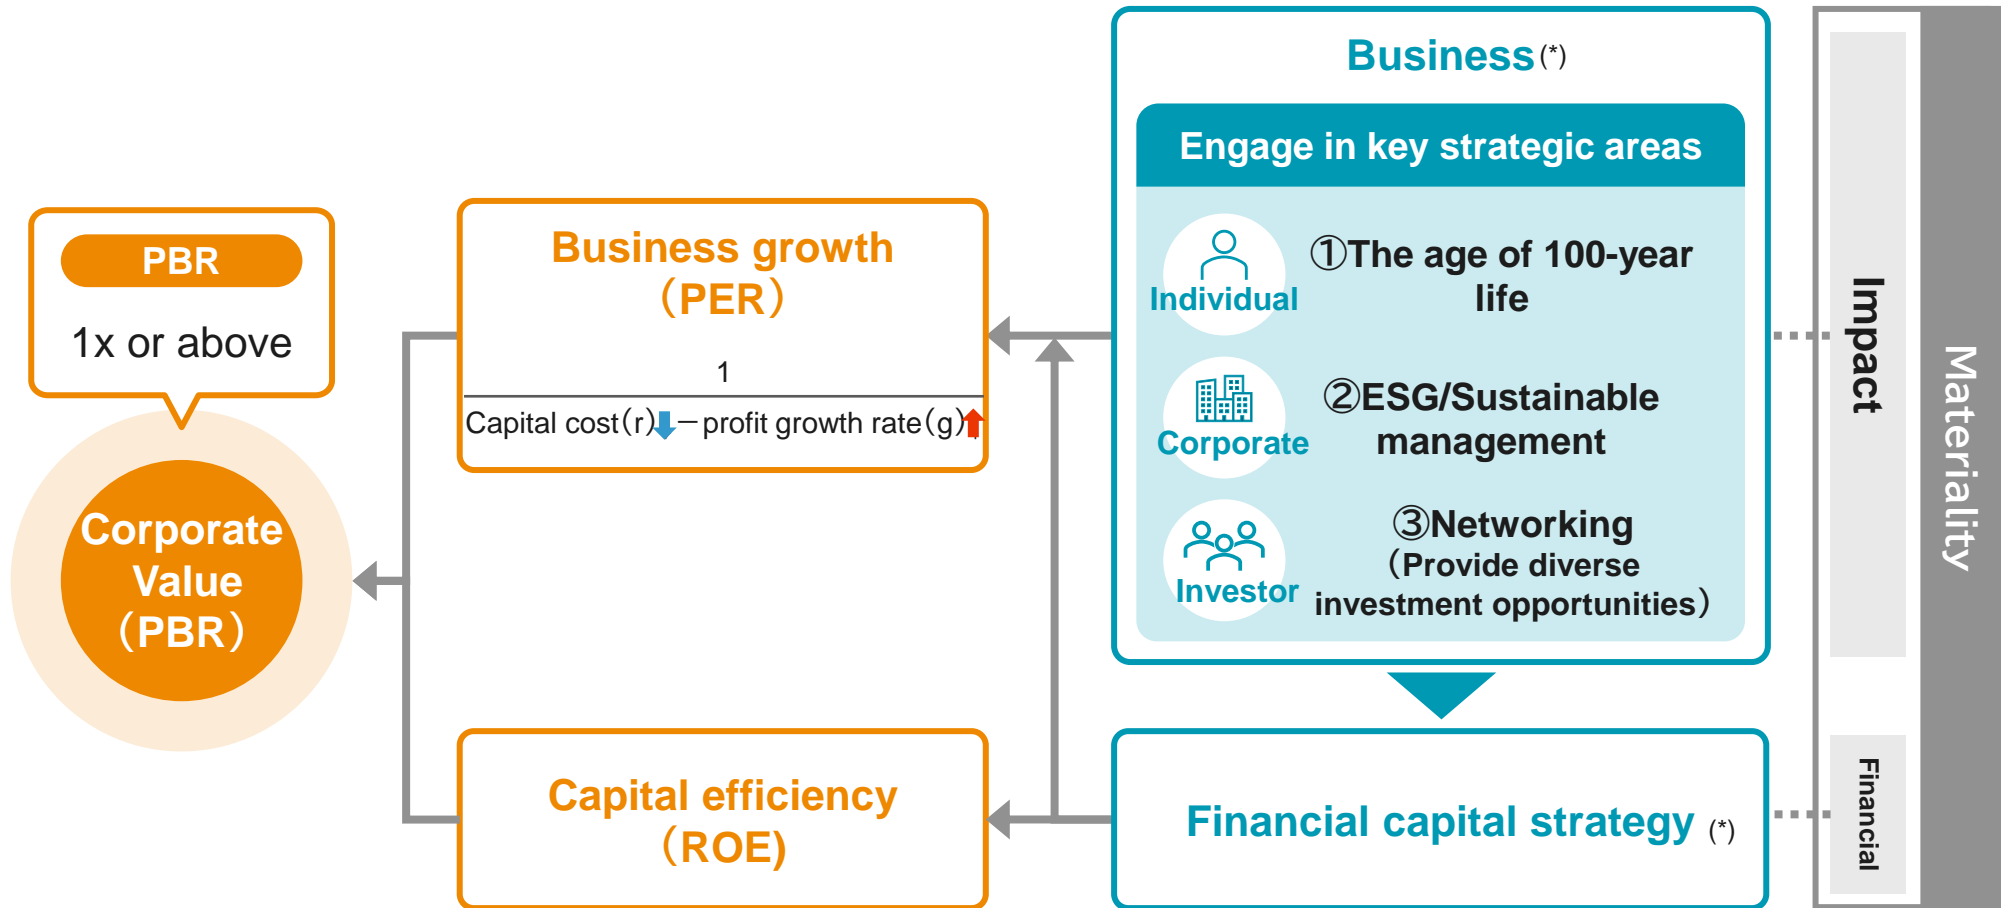 PBR
1x or above
Corporate
Value
（PBR）
Business growth
（PER）
1
Capital cost(r)－profit growth rate(g)
Capital efficiency
（ROE)
Business (*)
Engage in key strategic areas
Individual
①The age of 100-year
life
Corporate
②ESG/Sustainable
management
Investor
③Networking
（Provide diverse
investment opportunities）
Financial capital strategy (*)
Impact
Financial
Materiality